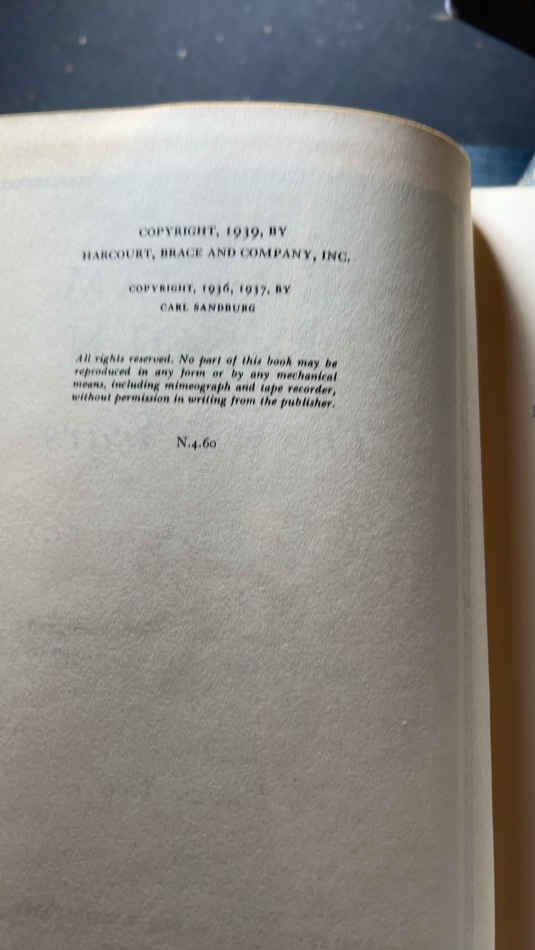 COPYRIGHT, 1939, BY
HARCOURT, BRACE AND COMPANY, INC.
COPYRIGHT, 1936, 1937, BY
CARL SANDBURG
All rights reserved. No part of this book may be
reproduced in any form or by any mechanical
means, including mimeograph and tape recorder,
without permission in writing from the publisher.
N.4.60